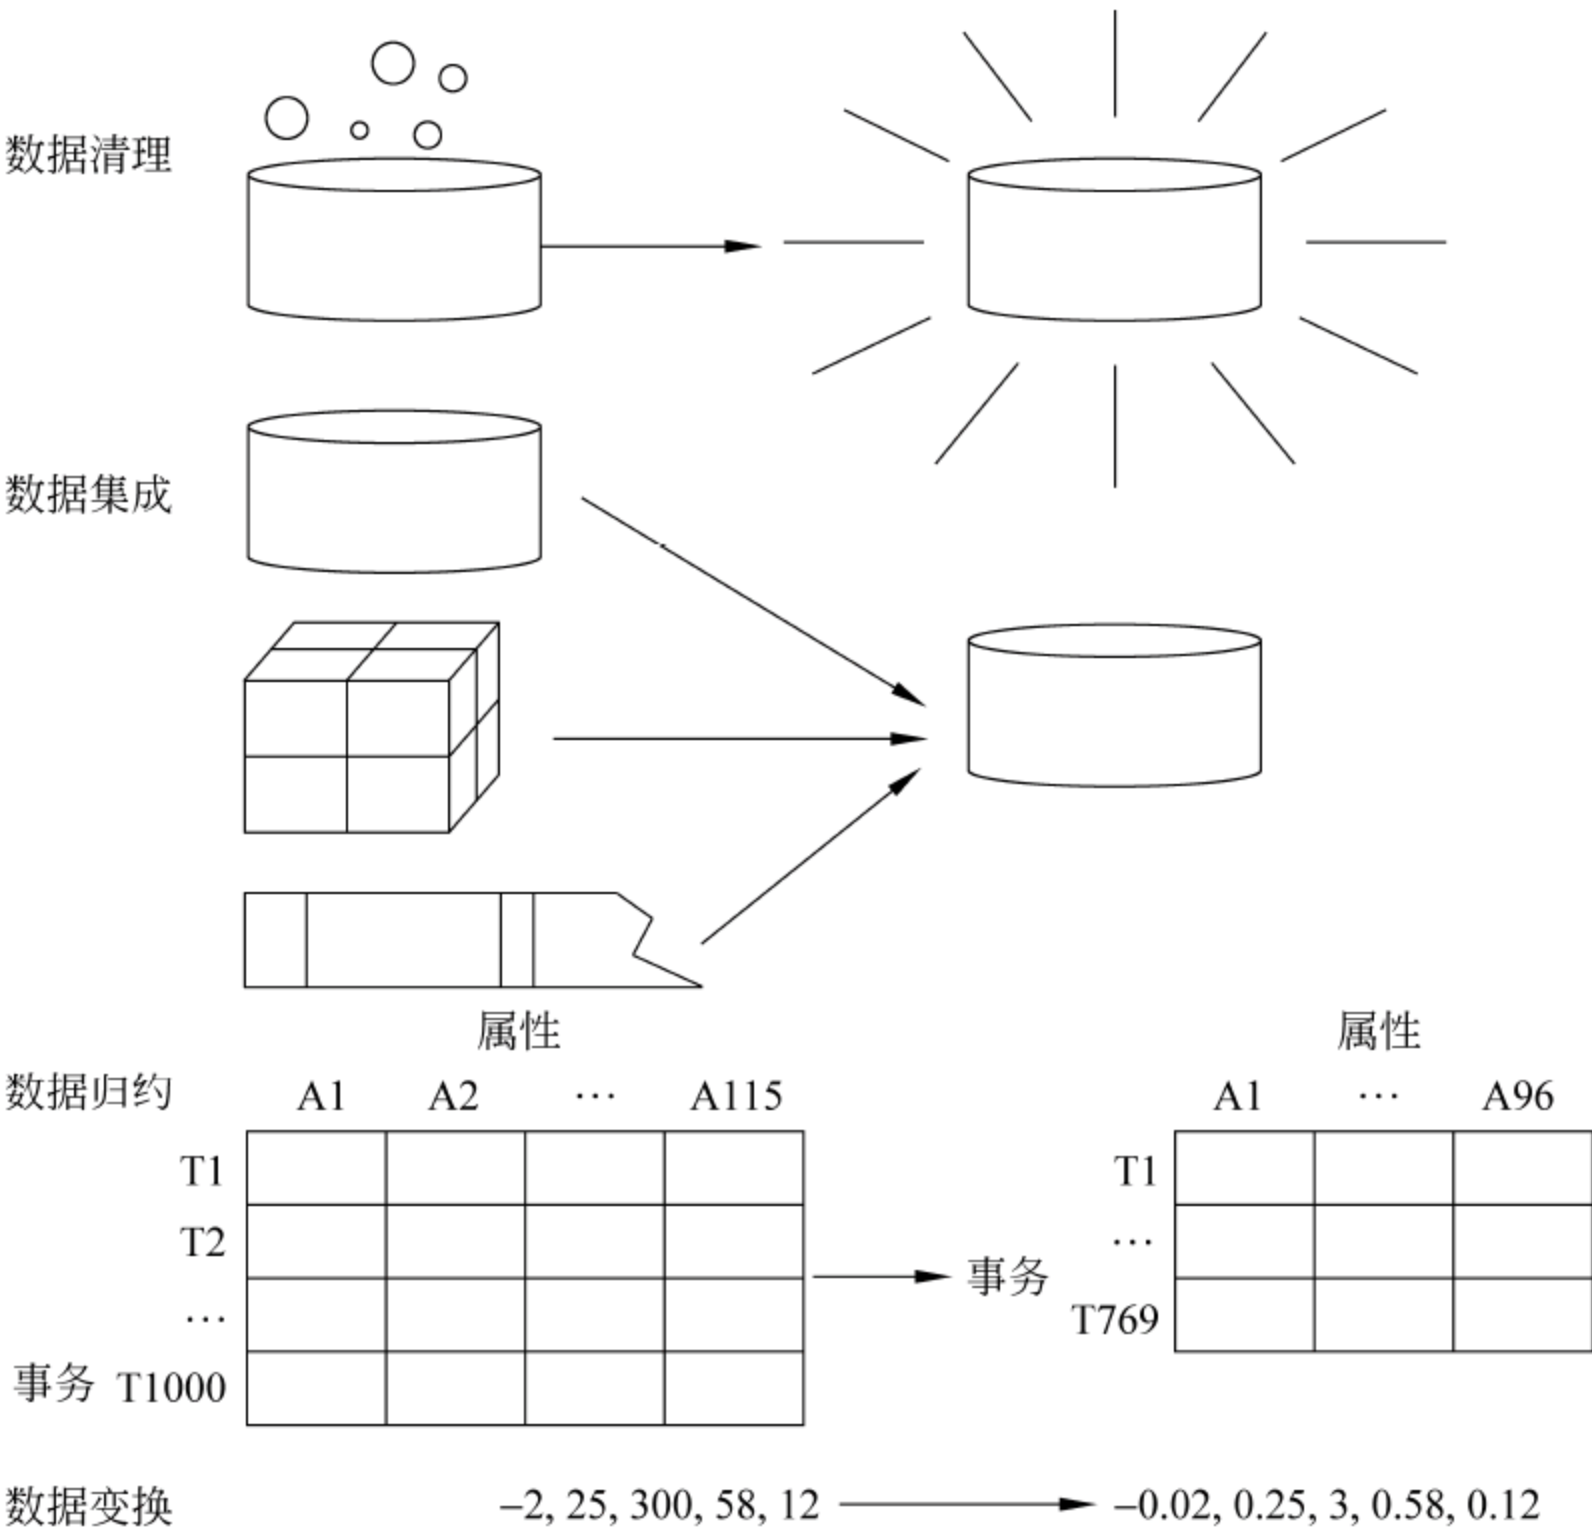 数据清理
数据集成
属性 属性
数据归约 A1 A2 … A115 A1 … A96
T1 T1
T2 …
事务
… T769
事务 T1000
数据变换 –2, 25, 300, 58, 12 –0.02, 0.25, 3, 0.58, 0.12